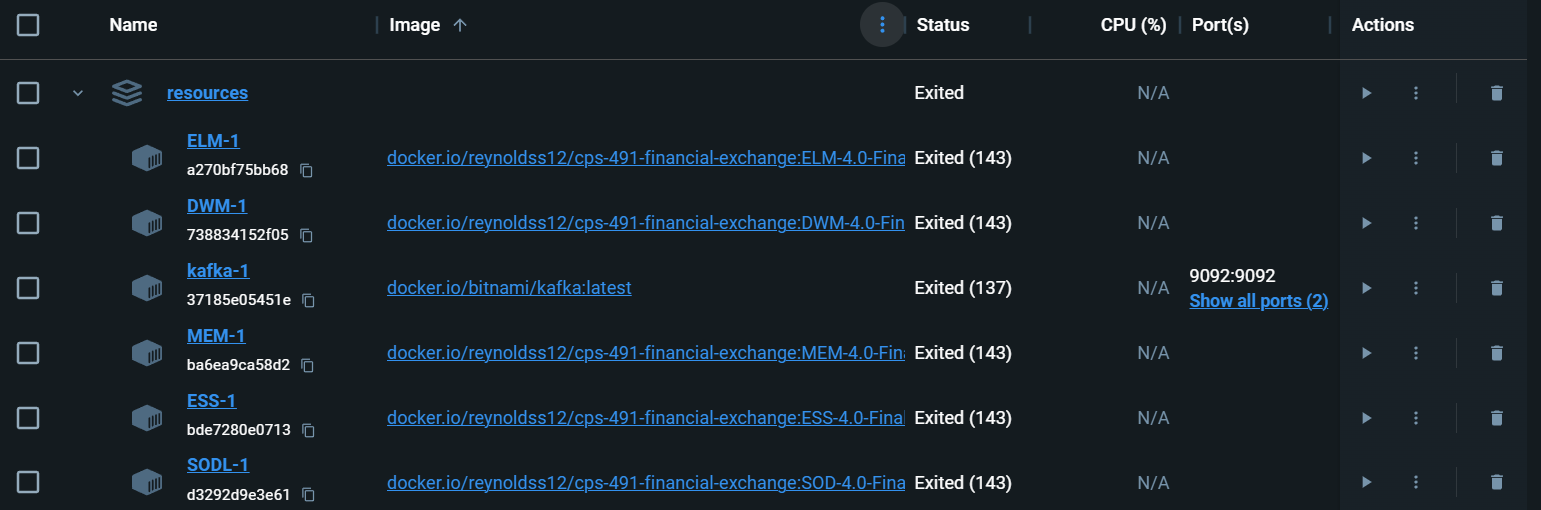 Name Image Status CPU (%) Port(s) Actions
resources Exited N/A
ELM-1
a270bf75bb68 docker.io/reynoldss12/cps-491-financial-exchange:ELM-4.0-Fina Exited (143) N/A
DWM-1
738834152f05 docker.io/reynoldss12/cps-491-financial-exchange:DWM-4.0-Fin Exited (143) N/A
kafka-1
37185e05451e docker.io/bitnami/kafka:latest Exited (137) N/A 9092:9092
Show all ports (2)
MEM-1
ba6ea9ca58d2 docker.io/reynoldss12/cps-491-financial-exchange:MEM-4.0-Fin Exited (143) N/A
ESS-1
bde7280e0713 docker.io/reynoldss12/cps-491-financial-exchange:ESS-4.0-Final Exited (143) N/A
SODL-1
d3292d9e3e61 docker.io/reynoldss12/cps-491-financial-exchange:SOD-4.0-Fina Exited (143) N/A